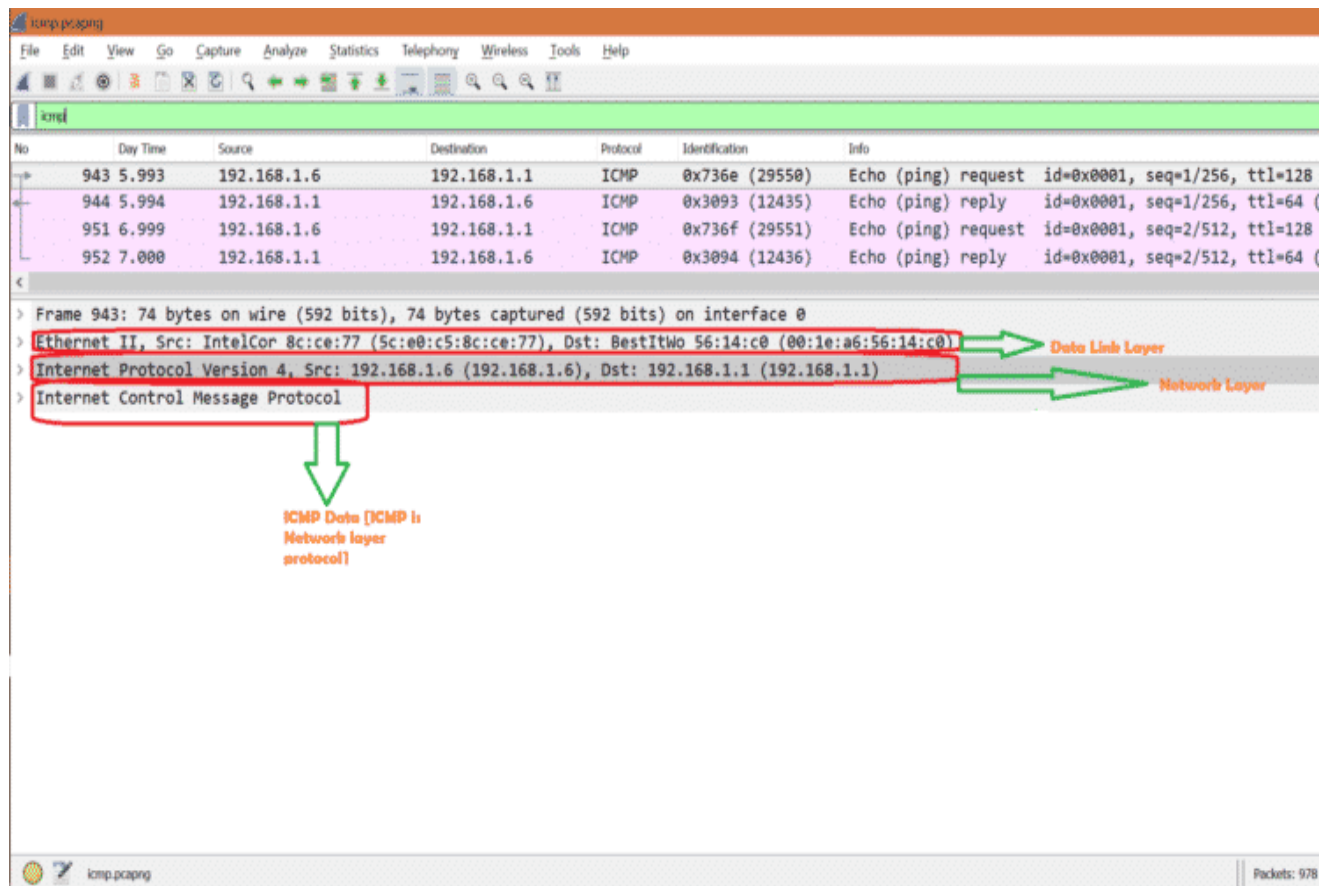 icmp.pcapng
File Edit View Go Capture Analyze Statistics Telephony Wireless Tools Help
icmp
No Day Time Source Destination Protocol Identification Info
943 5.993 192.168.1.6 192.168.1.1 ICMP 0x736e (29550) Echo (ping) request id=0x0001, seq=1/256, ttl=128
944 5.994 192.168.1.1 192.168.1.6 ICMP 0x3093 (12435) Echo (ping) reply id=0x0001, seq=1/256, ttl=64 (
951 6.999 192.168.1.6 192.168.1.1 ICMP 0x736f (29551) Echo (ping) request id=0x0001, seq=2/512, ttl=128
952 7.000 192.168.1.1 192.168.1.6 ICMP 0x3094 (12436) Echo (ping) reply id=0x0001, seq=2/512, ttl=64 (
Frame 943: 74 bytes on wire (592 bits), 74 bytes captured (592 bits) on interface 0
Ethernet II, Src: IntelCor 8c:ce:77 (5c:e0:c5:8c:ce:77), Dst: BestItWo 56:14:c0 (00:1e:a6:56:14:c0)
Data Link Layer
Internet Protocol Version 4, Src: 192.168.1.6 (192.168.1.6), Dst: 192.168.1.1 (192.168.1.1)
Network Layer
Internet Control Message Protocol
ICMP Data [ICMP is
Network layer
protocol]
icmp.pcapng Packets: 978